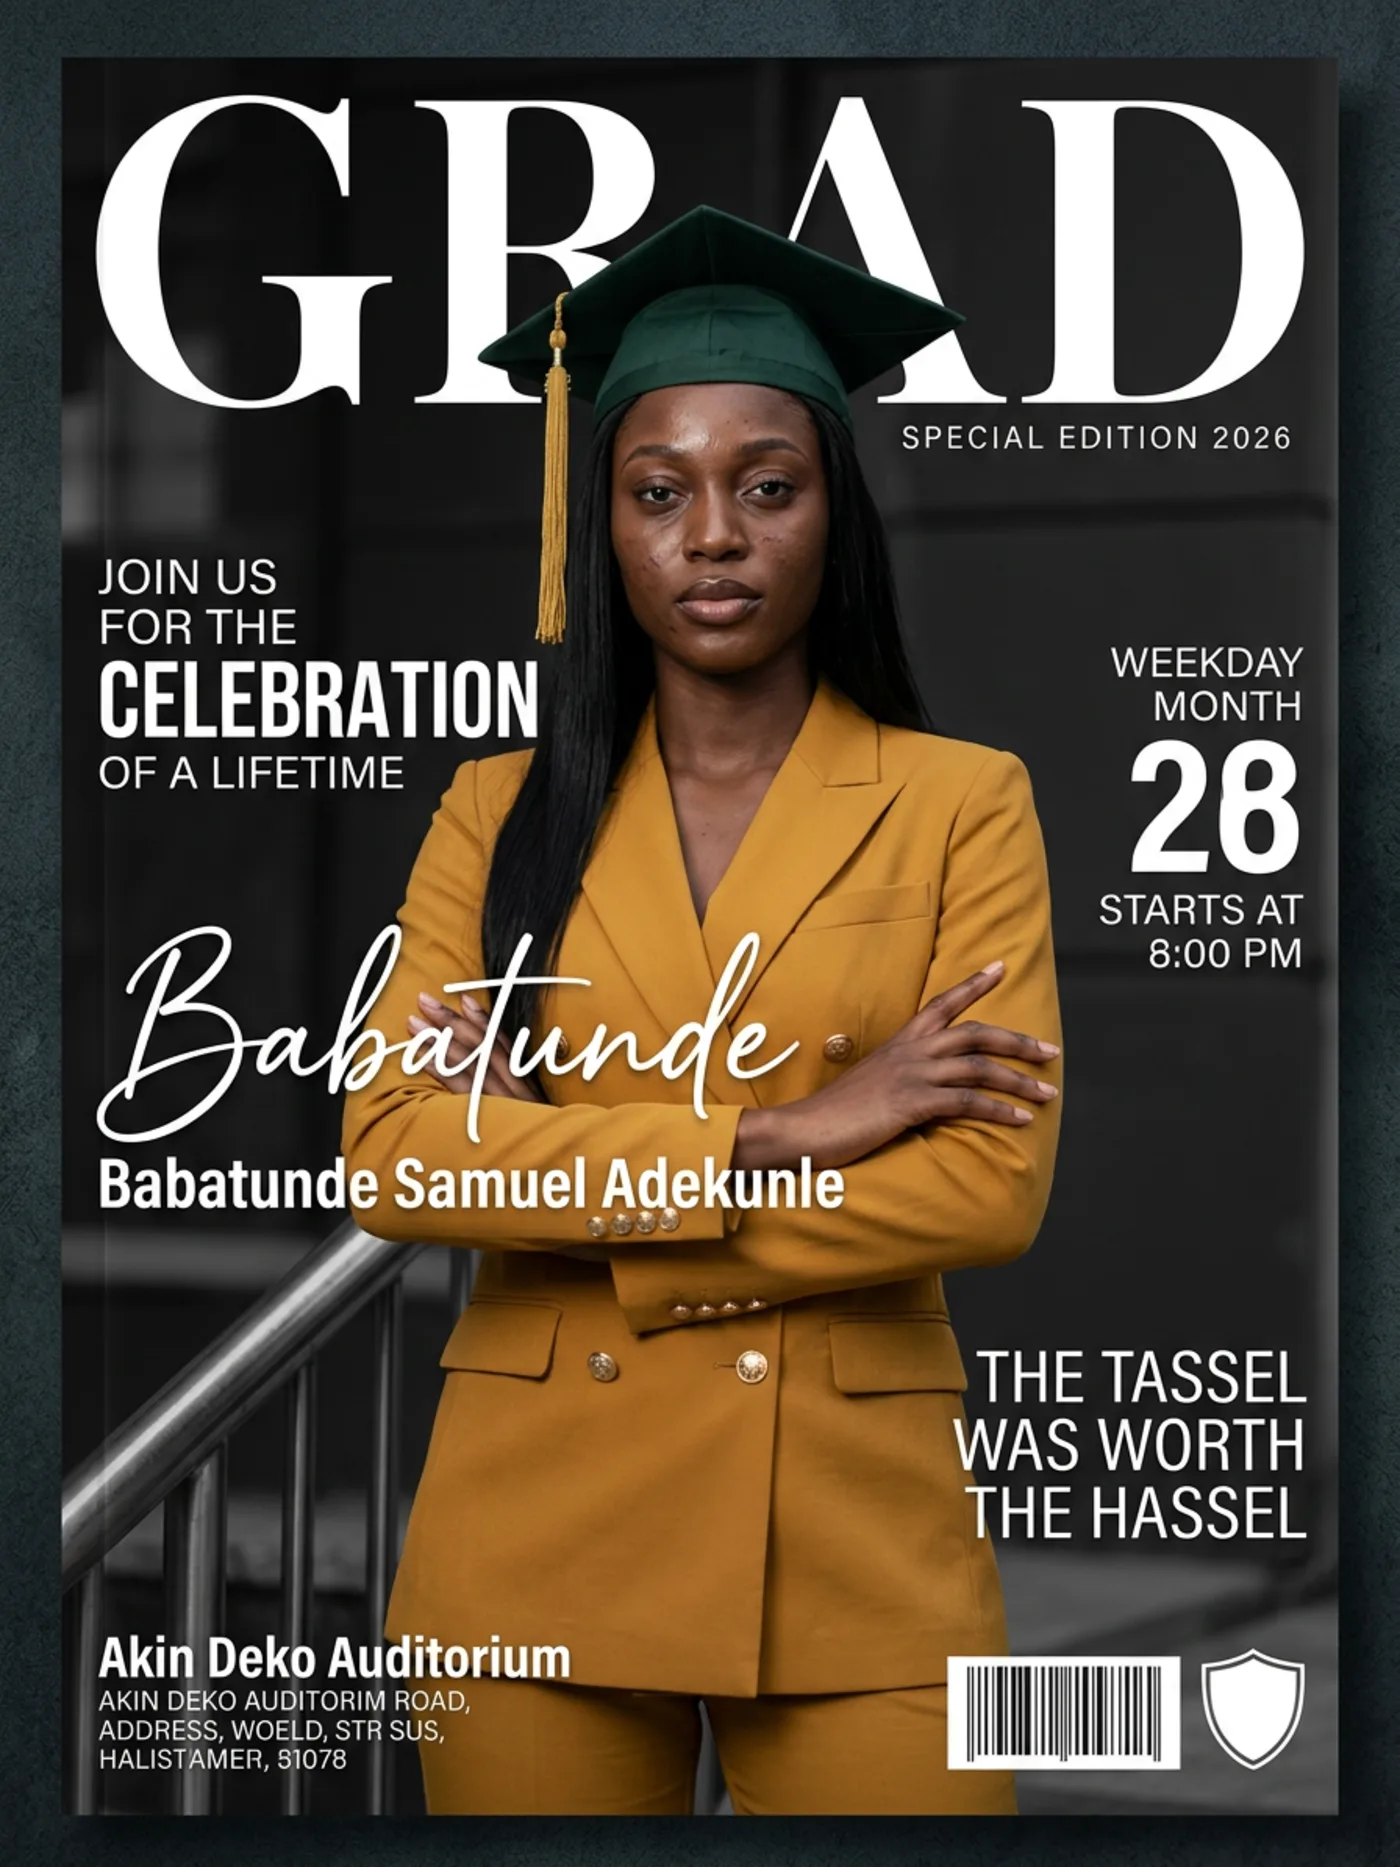 GRAD
SPECIAL EDITION 2026
JOIN US
FOR THE
CELEBRATION
OF A LIFETIME
WEEKDAY
MONTH
28
STARTS AT
8:00 PM
Babatunde
Babatunde Samuel Adekunle
THE TASSEL
WAS WORTH
THE HASSEL
Akin Deko Auditorium
AKIN DEKO AUDITORIM ROAD,
ADDRESS, WOELD, STR SUS,
HALISTAMER, 51078